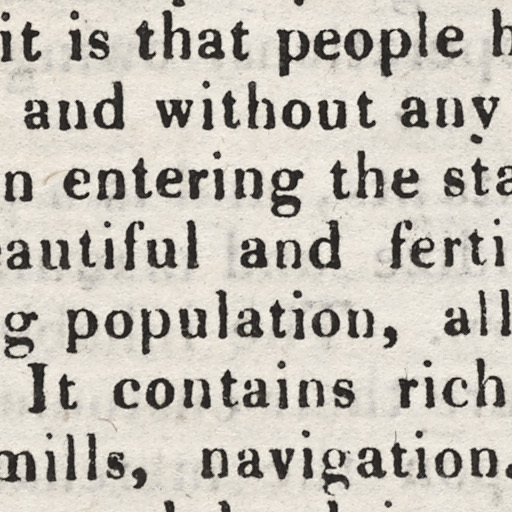 it is that people h
and without any
n entering the sta
eautiful and ferti
g population, all
It contains rich
mills, navigation.